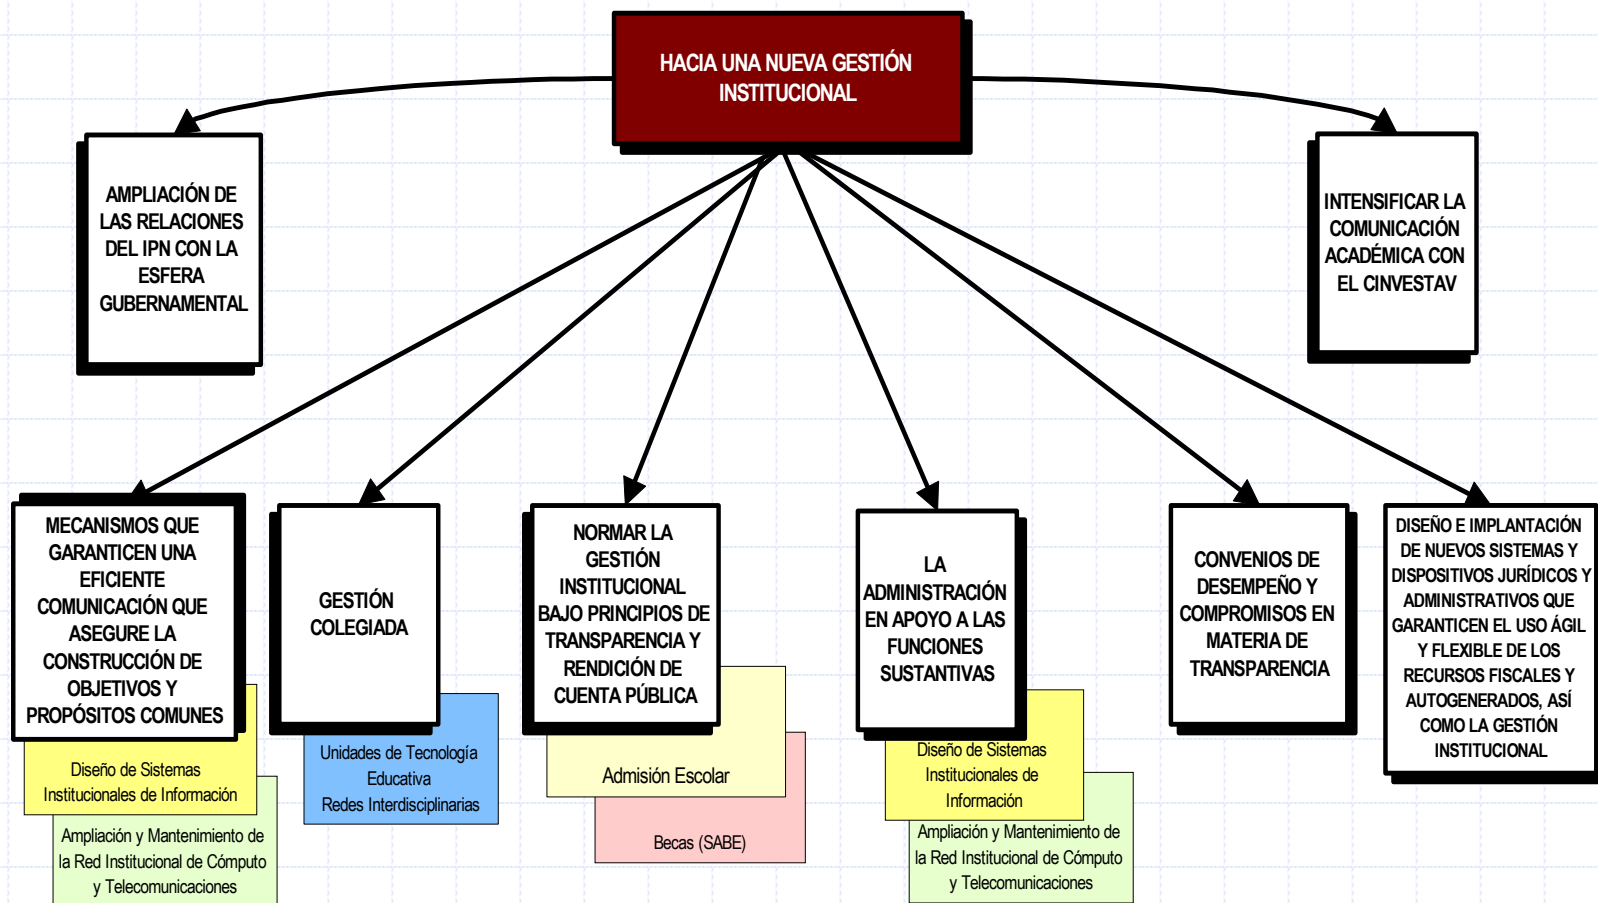 HACIA UNA NUEVA GESTIÓN
INSTITUCIONAL
AMPLIACIÓN DE
LAS RELACIONES
DEL IPN CON LA
ESFERA
GUBERNAMENTAL
INTENSIFICAR LA
COMUNICACIÓN
ACADÉMICA CON
EL CINVESTAV
MECANISMOS QUE
GARANTICEN UNA
EFICIENTE
COMUNICACIÓN QUE
ASEGURE LA
CONSTRUCCIÓN DE
OBJETIVOS Y
PROPÓSITOS COMUNES
Diseño de Sistemas
Institucionales de Información
Ampliación y Mantenimiento de
la Red Institucional de Cómputo
y Telecomunicaciones
GESTIÓN
COLEGIADA
Unidades de Tecnología
Educativa
Redes Interdisciplinarias
NORMAR LA
GESTIÓN
INSTITUCIONAL
BAJO PRINCIPIOS DE
TRANSPARENCIA Y
RENDICIÓN DE
CUENTA PÚBLICA
Admisión Escolar
Becas (SABE)
LA
ADMINISTRACIÓN
EN APOYO A LAS
FUNCIONES
SUSTANTIVAS
Diseño de Sistemas
Institucionales de
Información
Ampliación y Mantenimiento de
la Red Institucional de Cómputo
y Telecomunicaciones
CONVENIOS DE
DESEMPEÑO Y
COMPROMISOS EN
MATERIA DE
TRANSPARENCIA
DISEÑO E IMPLANTACIÓN
DE NUEVOS SISTEMAS Y
DISPOSITIVOS JURÍDICOS Y
ADMINISTRATIVOS QUE
GARANTICEN EL USO ÁGIL
Y FLEXIBLE DE LOS
RECURSOS FISCALES Y
AUTOGENERADOS, ASÍ
COMO LA GESTIÓN
INSTITUCIONAL